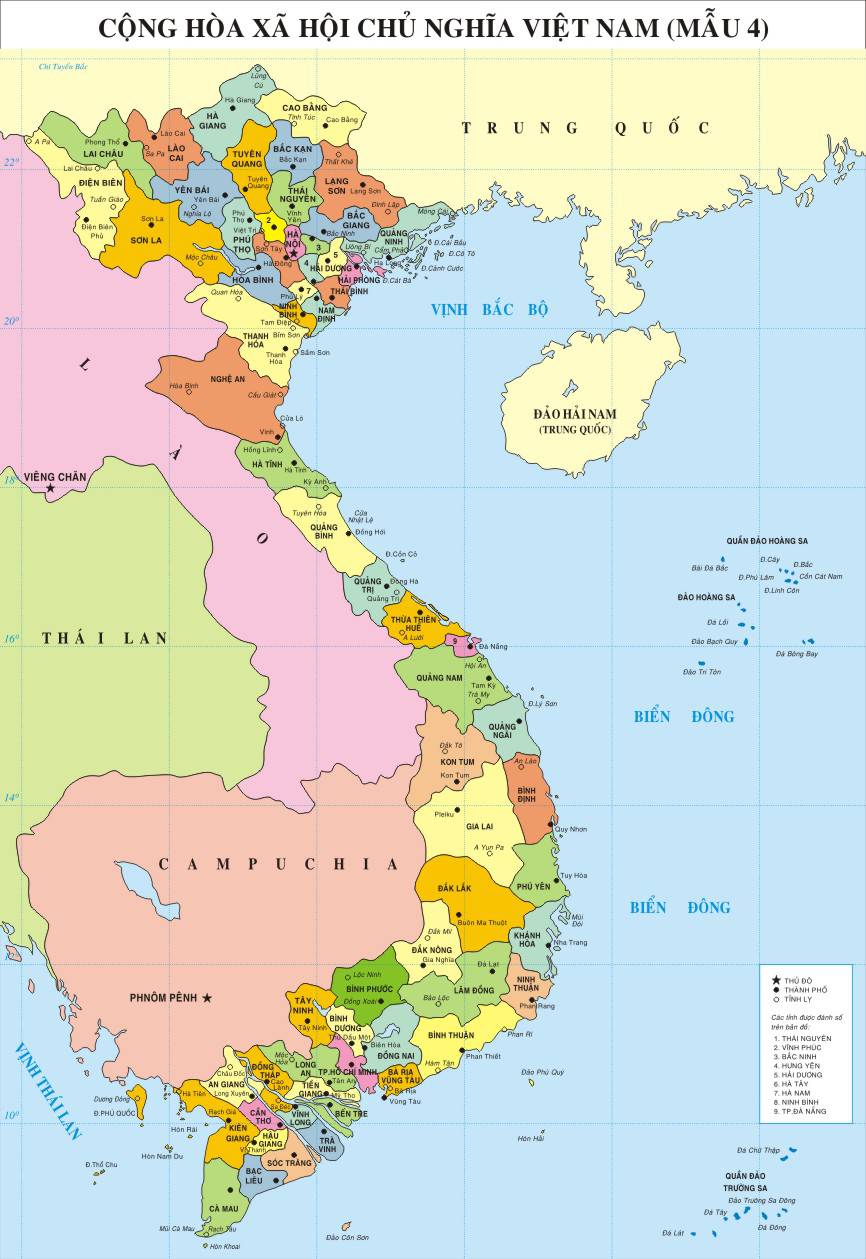 CỘNG HÒA XÃ HỘI CHỦ NGHĨA VIỆT NAM (MẪU 4)
Chí Tuyến Bắc
Lũng
Cú
Hà Giang
CAO BẰNG
Tĩnh Túc
Cao Bằng
HÀ
GIANG
TRUNG QUỐC
A Pa
Phong Thổ
LAI CHÂU
Lào Cai
LÀO
CAI
Sa Pa
TUYÊN
QUANG
BẮC KẠN
Bắc Kạn
Thất Khê
22°
Lai Châu
ĐIỆN BIÊN
Tuần Giáo
YÊN BÁI
Yên Bái
Nghĩa Lộ
Tuyên
Quang
THÁI
NGUYÊN
LẠNG
SƠN
Lạng Sơn
Đình Lập
Móng Cái
Điện Biên
Phủ
Sơn La
SƠN LA
Phú
Thọ
Việt Trì
PHÚ
THỌ
2
Vĩnh
Yên
HÀ
NỘI
BẮC
GIANG
Bắc Ninh
3
QUẢNG
NINH
Uông Bí
Cẩm Phả
Hạ Long
Đ.Cái Bầu
Đ.Cô Tô
Đ.Cảnh Cước
Đ.Cát Bà
Mộc Châu
Sơn Tây
Hà Đông
HÒA BÌNH
4
5
HẢI DƯƠNG
HẢI PHÒNG
THÁI BÌNH
Quan Hóa
Phủ Lý
7
NINH
BÌNH
NAM
ĐỊNH
Tam Điệp
Bỉm Sơn
THANH
HÓA
Thanh
Hóa
Sầm Sơn
VỊNH BẮC BỘ
20°
L À O
NGHỆ AN
Hòa Bình
Cầu Giát
Cửa Lò
Vinh
ĐẢO HẢI NAM
(TRUNG QUỐC)
Hồng Lĩnh
HÀ TĨNH
Hà Tĩnh
Kỳ Anh
VIÊNG CHĂN
18°
Tuyên Hóa
QUẢNG
BÌNH
Cửa
Nhật Lệ
Đồng Hới
Đ.Cồn Cỏ
QUẢNG
TRỊ
Đông Hà
Quảng Trị
THỪA THIÊN
HUẾ
A Lưới
QUẦN ĐẢO HOÀNG SA
Bãi Đá Bắc
Đ.Cây
Đ.Bắc
Đ.Phú Lâm
Cồn Cát Nam
Đ.Linh Côn
ĐẢO HOÀNG SA
Đá Lồi
Đảo Bạch Quy
Đá Bông Bay
Đảo Tri Tôn
THÁI LAN
16°
9
Đà Nẵng
Hội An
QUẢNG NAM
Tam Kỳ
Trà My
Đ.Lý Sơn
BIỂN ĐÔNG
QUẢNG
NGÃI
Đắk Tô
KON TUM
Kon Tum
An Lão
BÌNH
ĐỊNH
14°
Pleiku
GIA LAI
Quy Nhơn
A Yun Pa
CAMPUCHIA
ĐẮK LẮK
PHÚ YÊN
Tuy Hòa
Buôn Ma Thuột
BIỂN ĐÔNG
Mũi
Đôi
Đắk Mil
ĐẮK NÔNG
Gia Nghĩa
KHÁNH
HÒA
Nha Trang
12°
Đà Lạt
Lộc Ninh
BÌNH PHƯỚC
Đồng Xoài
LÂM ĐỒNG
Bảo Lộc
NINH
THUẬN
Phan Rang
PHNÔM PÊNH
TÂY
NINH
Tây Ninh
BÌNH
DƯƠNG
Thủ Dầu Một
Biên Hòa
ĐỒNG NAI
BÌNH THUẬN
Phan Rí
Phan Thiết
Hàm Tân
THỦ ĐÔ
THÀNH PHỐ
TỈNH LỴ
Các tỉnh được đánh số
trên bản đồ:
1. THÁI NGUYÊN
2. VĨNH PHÚC
3. BẮC NINH
4. HƯNG YÊN
5. HẢI DƯƠNG
6. HÀ TÂY
7. HÀ NAM
8. NINH BÌNH
9. TP.ĐÀ NẴNG
VỊNH THÁI LAN
Mộc
Hóa
LONG
AN
TP.HỒ CHÍ MINH
Tân An
BÀ RỊA
VŨNG TÀU
Bà Rịa
Vũng Tàu
Châu Đốc
AN GIANG
Long Xuyên
ĐỒNG
THÁP
Cao
Lãnh
TIỀN
GIANG
Mỹ Tho
BẾN TRE
Hà Tiên
Dương Đông
Đ.PHÚ QUỐC
Rạch Giá
CẦN
THƠ
Sa Đéc
VĨNH
LONG
10°
Đảo Phú Quý
Hòn Rái
KIÊN
GIANG
HẬU
GIANG
Vị Thanh
TRÀ
VINH
Hòn Hải
Hòn Nam Du
Đ.Thổ Chu
SÓC TRĂNG
BẠC
LIÊU
CÀ MAU
Mũi Cà Mau
Rạch Tàu
Hòn Khoai
Đảo Côn Sơn
Đá Chữ Thập
QUẦN ĐẢO
TRƯỜNG SA
Đảo Trường Sa Đông
Đá Tây
Đá Đông
Đá Lát